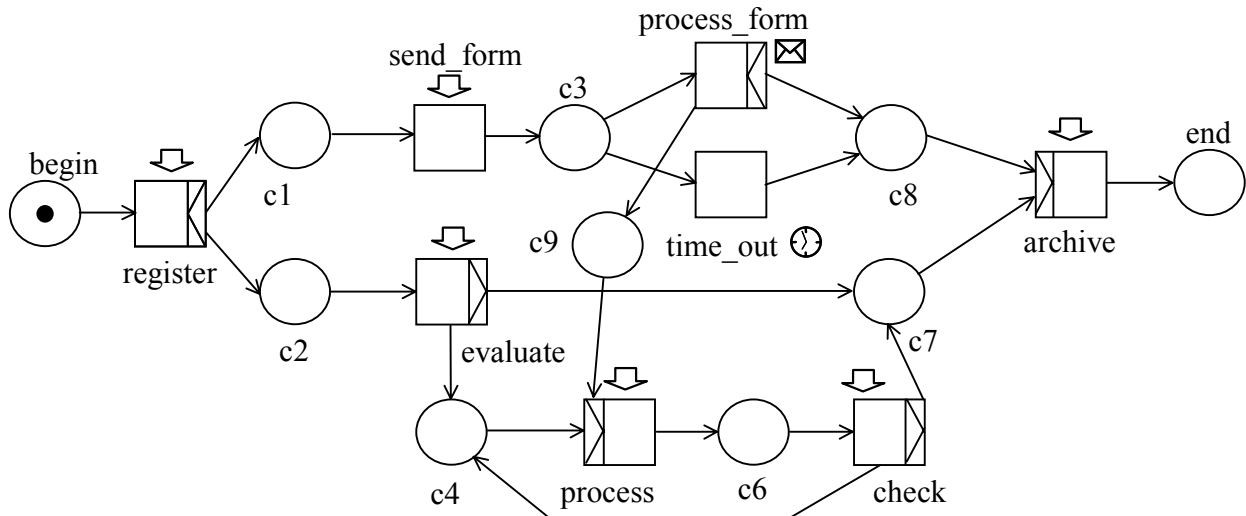 process_form
send_form
c3
begin
end
c1
c8
c9
time_out
archive
register
c2
evaluate
c7
c4
process
c6
check